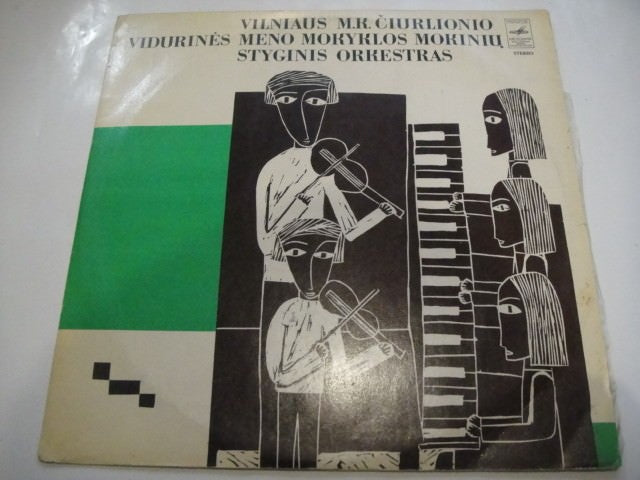 VILNIAUS M.K. ČIURLIONIO
VIDURINĖS MENO MOKYKLOS MOKINIŲ
STYGINIS ORKESTRAS
STEREO